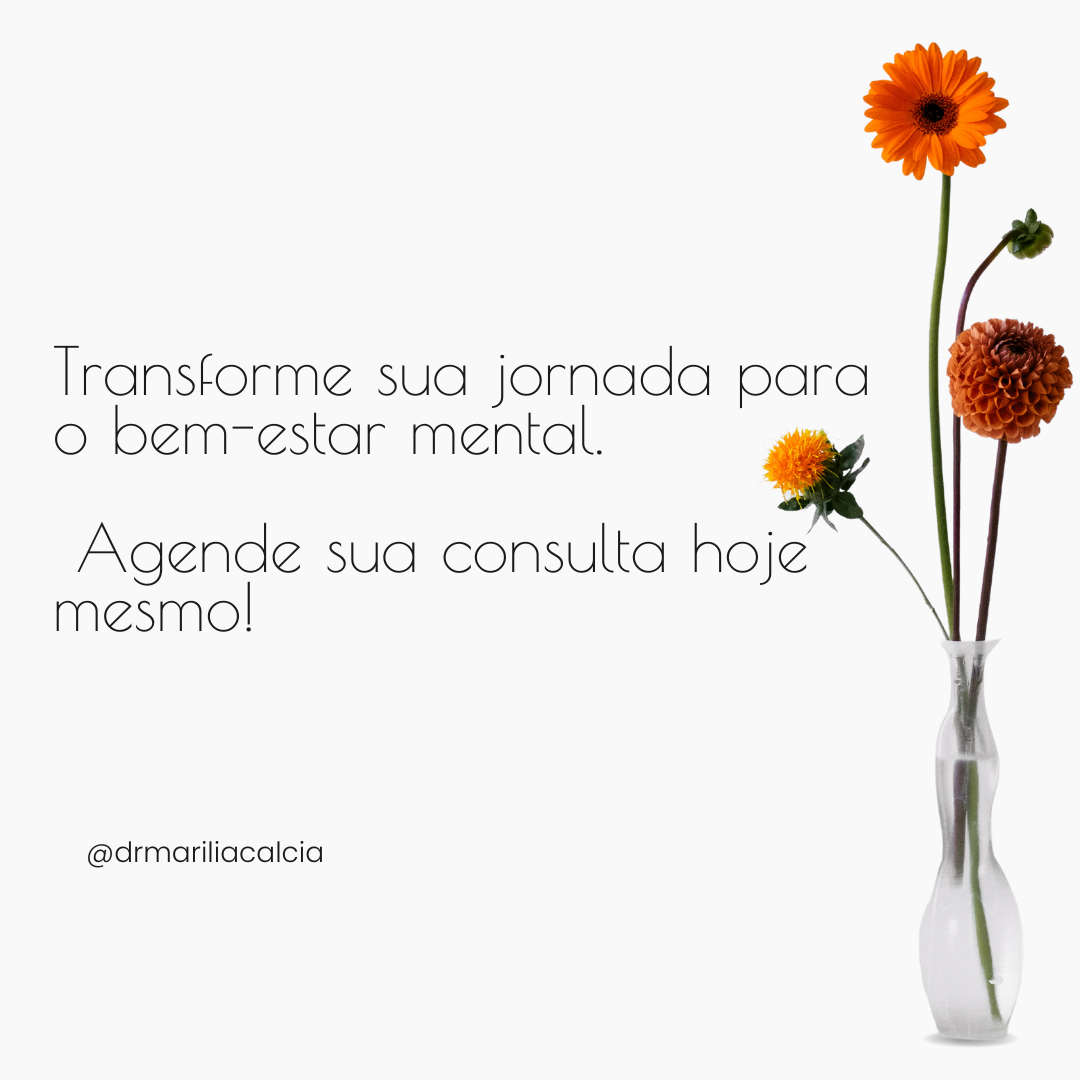 Transforme sua jornada para
o bem-estar mental.
Agende sua consulta hoje
mesmo!
@drmariliacalcia